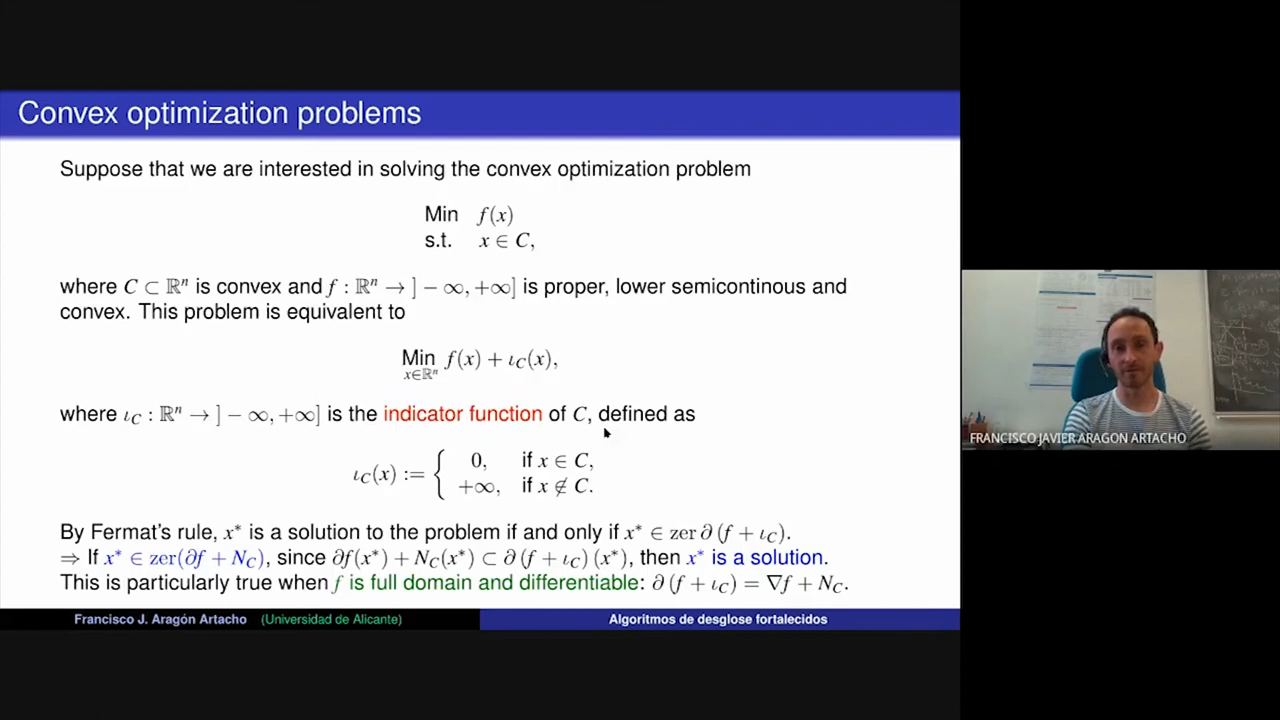 Convex optimization problems
Suppose that we are interested in solving the convex optimization problem
Min f(x)
s.t. x ∈ C,
where C ⊂ ℝⁿ is convex and f : ℝⁿ → ]−∞, +∞] is proper, lower semicontinous and
convex. This problem is equivalent to
Min f(x) + ι_C(x),
x∈ℝⁿ
where ι_C : ℝⁿ → ]−∞, +∞] is the indicator function of C, defined as
ι_C(x) := { 0, if x ∈ C,
+∞, if x ∉ C.
By Fermat's rule, x* is a solution to the problem if and only if x* ∈ zer ∂ (f + ι_C).
⇒ If x* ∈ zer(∂f + N_C), since ∂f(x*) + N_C(x*) ⊂ ∂ (f + ι_C) (x*), then x* is a solution.
This is particularly true when f is full domain and differentiable: ∂ (f + ι_C) = ∇f + N_C.
Francisco J. Aragón Artacho (Universidad de Alicante) Algoritmos de desglose fortalecidos
FRANCISCO JAVIER ARAGON ARTACHO